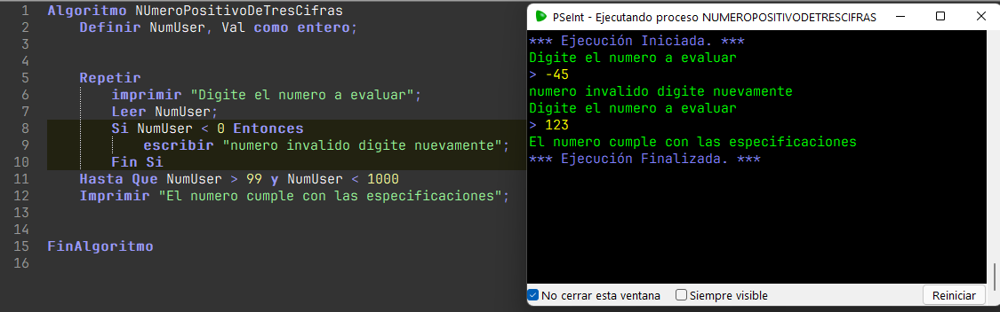 1 Algoritmo NUmeroPositivoDeTresCifras
2 Definir NumUser, Val como entero;
3
4
5 Repetir
6 imprimir "Digite el numero a evaluar";
7 Leer NumUser;
8 Si NumUser < 0 Entonces
9 escribir "numero invalido digite nuevamente";
10 Fin Si
11 Hasta Que NumUser > 99 y NumUser < 1000
12 Imprimir "El numero cumple con las especificaciones";
13
14
15 FinAlgoritmo
16
PSeInt - Ejecutando proceso NUMEROPOSITIVODETRESCIFRAS
*** Ejecución Iniciada. ***
Digite el numero a evaluar
> -45
numero invalido digite nuevamente
Digite el numero a evaluar
> 123
El numero cumple con las especificaciones
*** Ejecución Finalizada. ***
No cerrar esta ventana Siempre visible Reiniciar